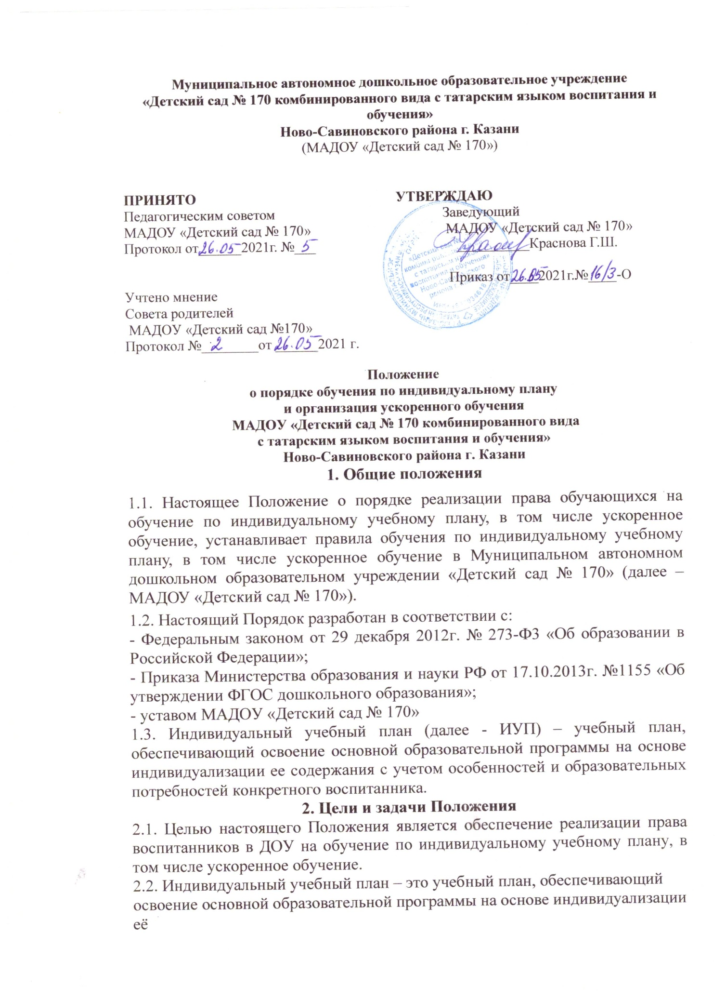 Муниципальное автономное дошкольное образовательное учреждение
«Детский сад № 170 комбинированного вида с татарским языком воспитания и
обучения»
Ново-Савиновского района г. Казани
(МАДОУ «Детский сад № 170»)
ПРИНЯТО
Педагогическим советом
МАДОУ «Детский сад № 170»
Протокол от 26.05 2021г. № 5
УТВЕРЖДАЮ
Заведующий
МАДОУ «Детский сад № 170»
Краснова Г.Ш.
Приказ от 26.05 2021г.№ 16/3-О
«Детский сад №
с татарским языком
воспитания и обучения»
Учтено мнение
Совета родителей
МАДОУ «Детский сад №170»
Протокол № 2 от 26.05 2021 г.
Положение
о порядке обучения по индивидуальному плану
и организация ускоренного обучения
МАДОУ «Детский сад № 170 комбинированного вида
с татарским языком воспитания и обучения»
Ново-Савиновского района г. Казани
1. Общие положения
1.1. Настоящее Положение о порядке реализации права обучающихся на
обучение по индивидуальному учебному плану, в том числе ускоренное
обучение, устанавливает правила обучения по индивидуальному учебному
плану, в том числе ускоренное обучение в Муниципальном автономном
дошкольном образовательном учреждении «Детский сад № 170» (далее –
МАДОУ «Детский сад № 170»).
1.2. Настоящий Порядок разработан в соответствии с:
- Федеральным законом от 29 декабря 2012г. № 273-ФЗ «Об образовании в
Российской Федерации»;
- Приказа Министерства образования и науки РФ от 17.10.2013г. №1155 «Об
утверждении ФГОС дошкольного образования»;
- уставом МАДОУ «Детский сад № 170»
1.3. Индивидуальный учебный план (далее - ИУП) – учебный план,
обеспечивающий освоение основной образовательной программы на основе
индивидуализации ее содержания с учетом особенностей и образовательных
потребностей конкретного воспитанника.
2. Цели и задачи Положения
2.1. Целью настоящего Положения является обеспечение реализации права
воспитанников в ДОУ на обучение по индивидуальному учебному плану, в
том числе ускоренное обучение.
2.2. Индивидуальный учебный план – это учебный план, обеспечивающий
освоение основной образовательной программы на основе индивидуализации
её